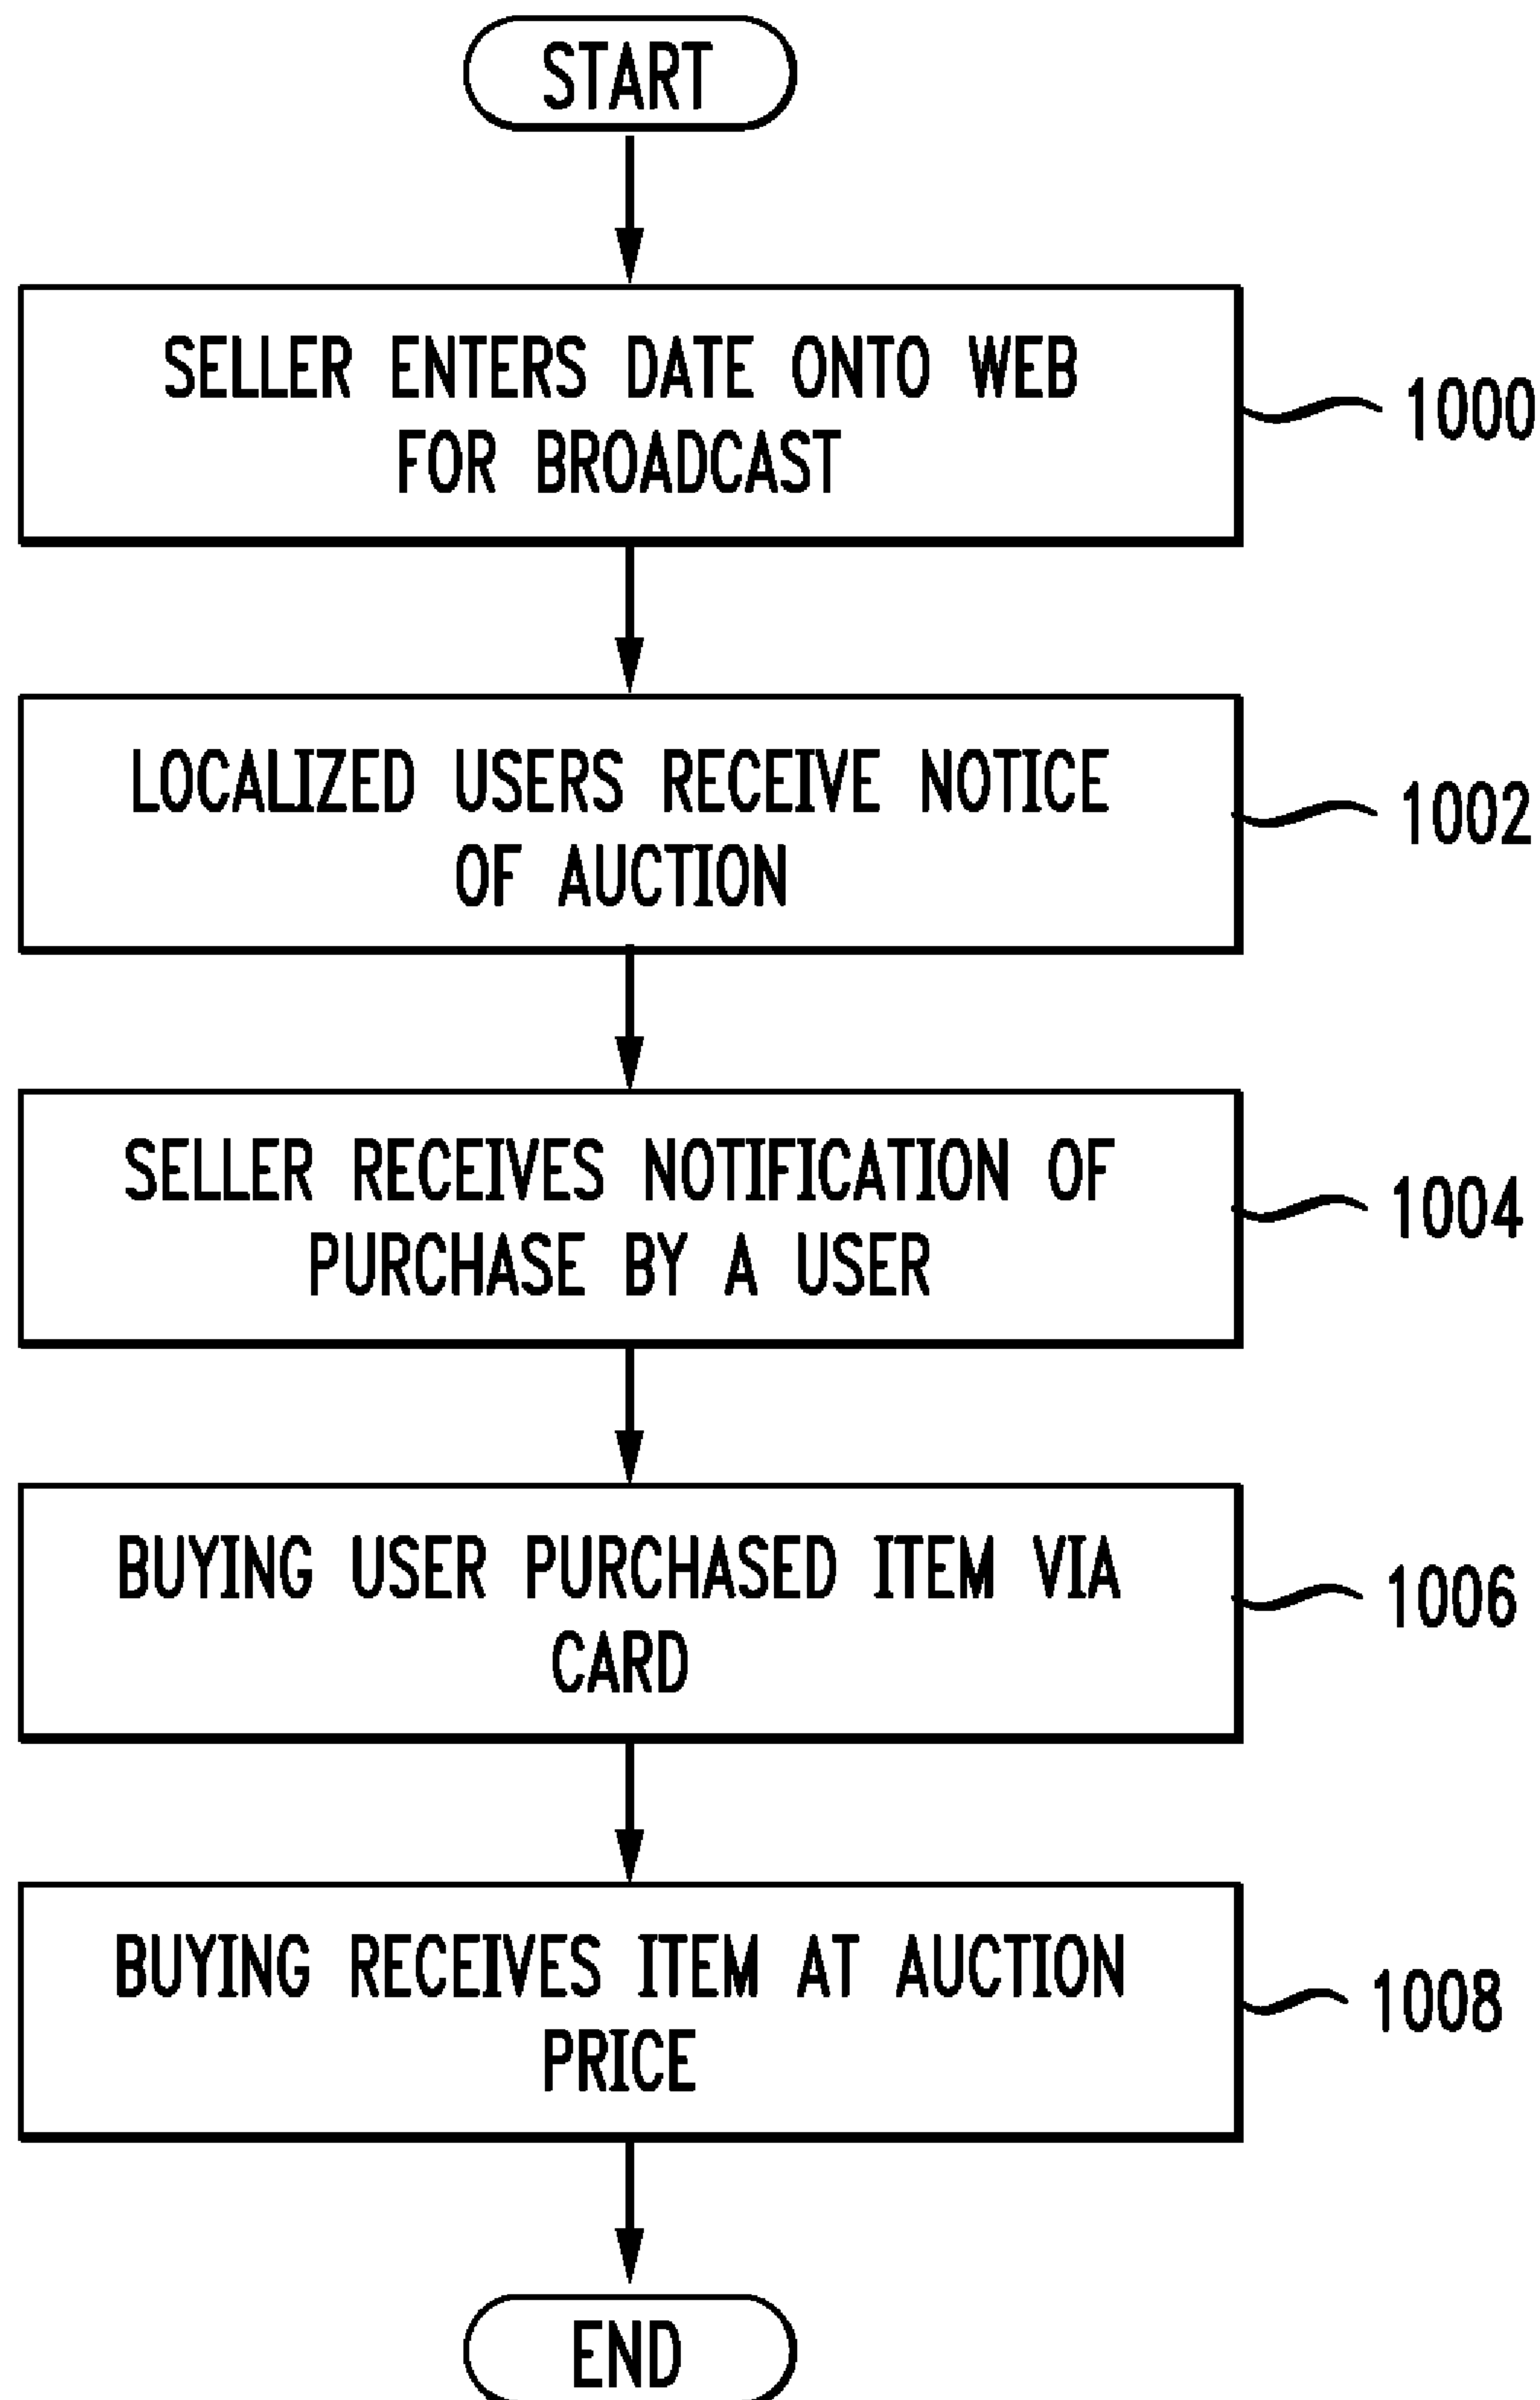 START
SELLER ENTERS DATE ONTO WEB
FOR BROADCAST
1000
LOCALIZED USERS RECEIVE NOTICE
OF AUCTION
1002
SELLER RECEIVES NOTIFICATION OF
PURCHASE BY A USER
1004
BUYING USER PURCHASED ITEM VIA
CARD
1006
BUYING RECEIVES ITEM AT AUCTION
PRICE
1008
END